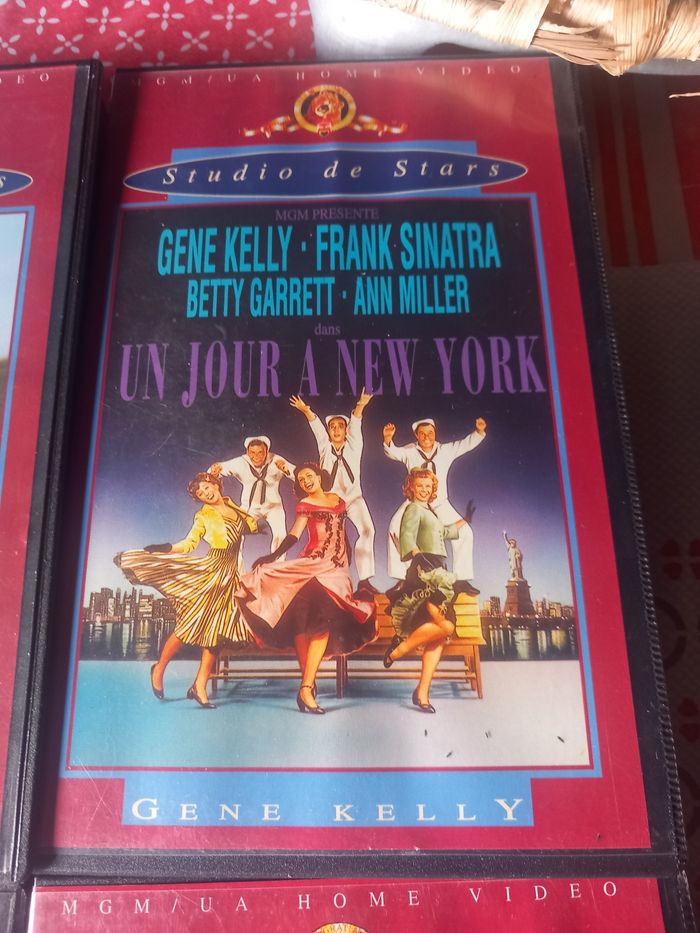 EO
MGM/UA HOME VIDEO
s
Studio de Stars
MGM PRESENTE
GENE KELLY · FRANK SINATRA
BETTY GARRETT · ANN MILLER
dans
UN JOUR A NEW YORK
GENE KELLY
MGM/UA HOME VIDEO